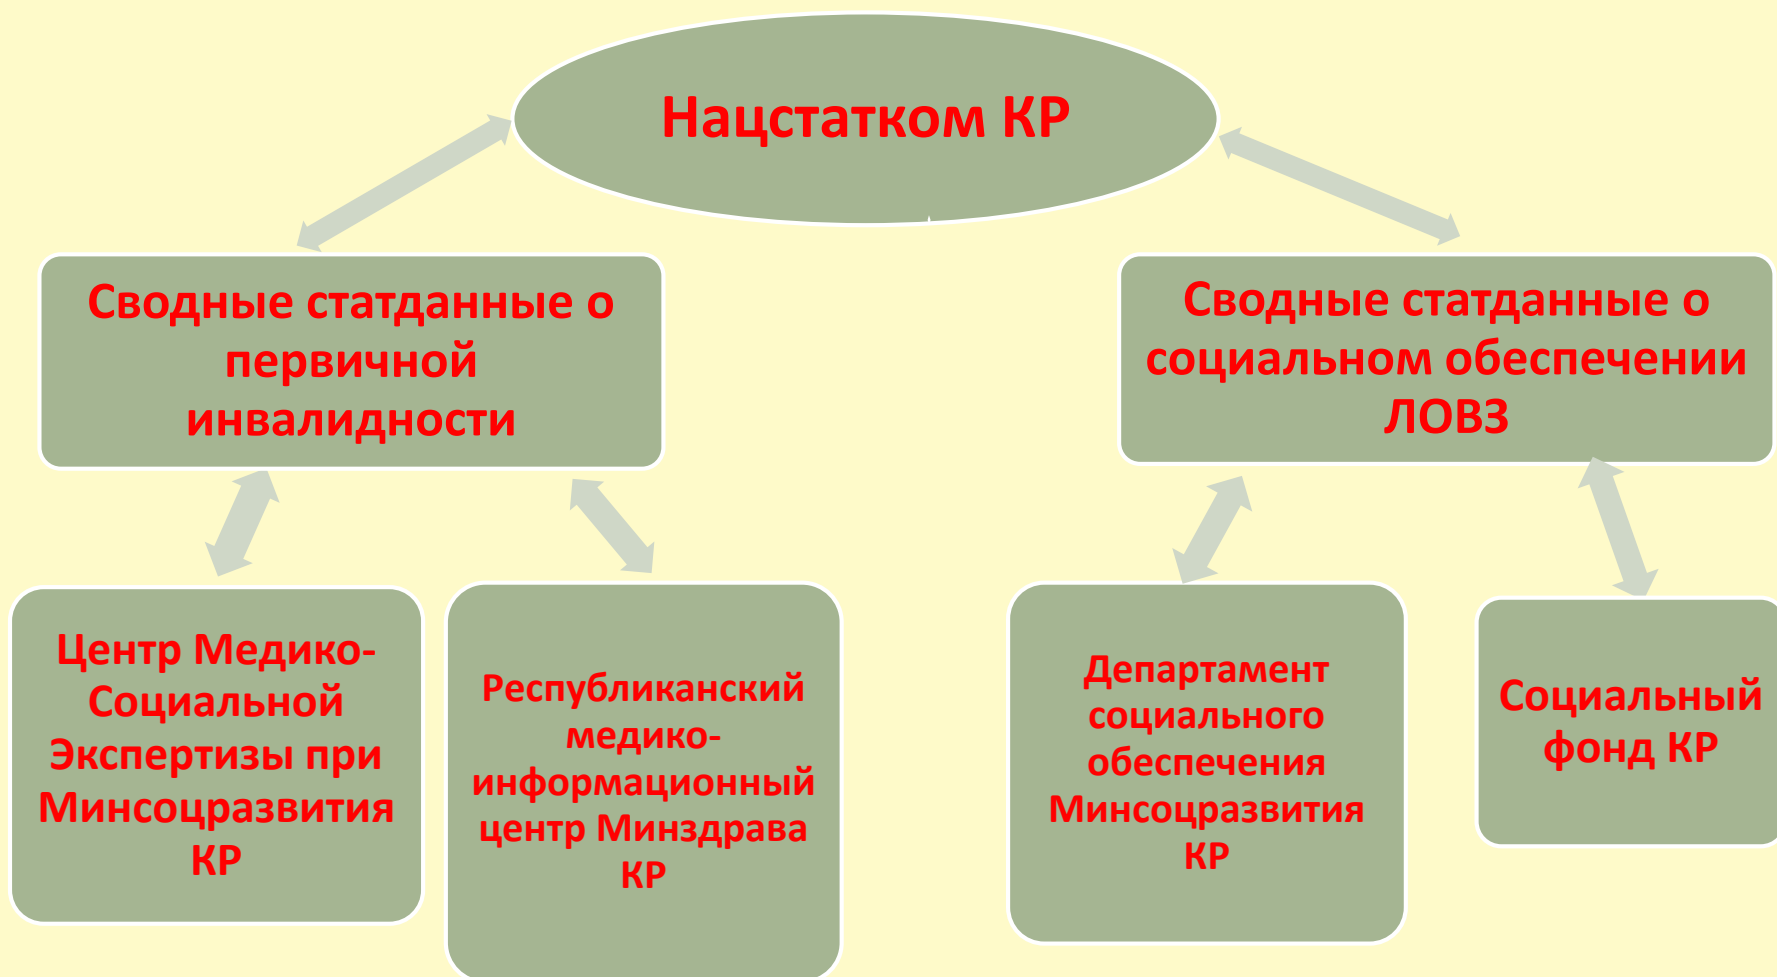 Нацстатком КР
Сводные статданные о
первичной
инвалидности
Сводные статданные о
социальном обеспечении
ЛОВЗ
Центр Медико-
Социальной
Экспертизы при
Минсоцразвития
КР
Республиканский
медико-
информационный
центр Минздрава
КР
Департамент
социального
обеспечения
Минсоцразвития
КР
Социальный
фонд КР